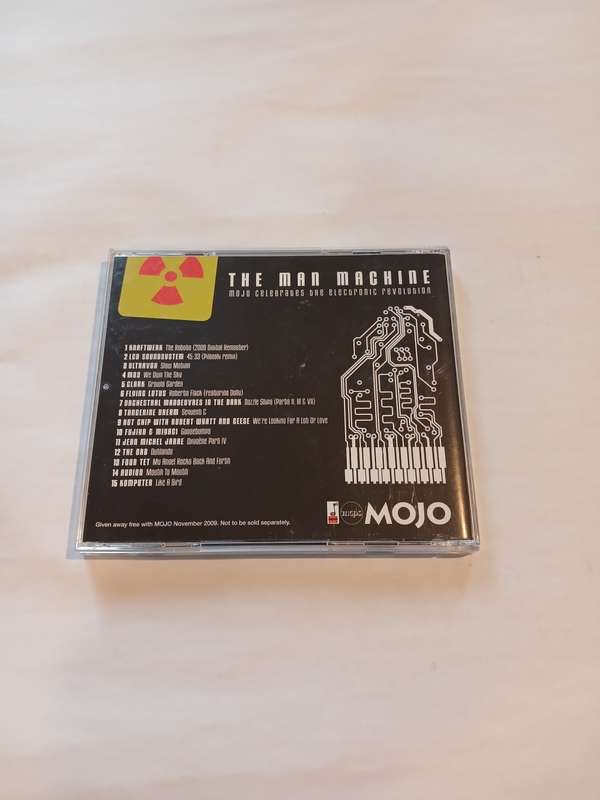 THE MAN MACHINE
MOJO celebrates the electronic revolution
1 KRAFTWERK The Robots (2009 Digital Remaster)
2 LCD SOUNDSYSTEM 45:33 (Pilooski remix)
3 ULTRAVOX Slow Motion
4 MGO We Own The Sky
5 CLARK Growls Garden
6 FLYING LOTUS Roberta Flack (featuring Dolly)
7 ORCHESTRAL MANOEUVRES IN THE DARK Dazzle Ships (Parts II, III & VII)
8 TANGERINE DREAM Sequent C
9 HOT CHIP WITH ROBERT WYATT AND GEESE We're Looking For A Lot Of Love
10 FUJIYA & MIYAGI Goosebumps
11 JEAN MICHEL JARRE Oxygène Part IV
12 THE ORB Outlands
13 FOUR TET My Angel Rocks Back And Forth
14 AUDION Mouth To Mouth
15 KOMPUTER Like A Bird
Given away free with MOJO November 2009. Not to be sold separately.
mcps MOJO